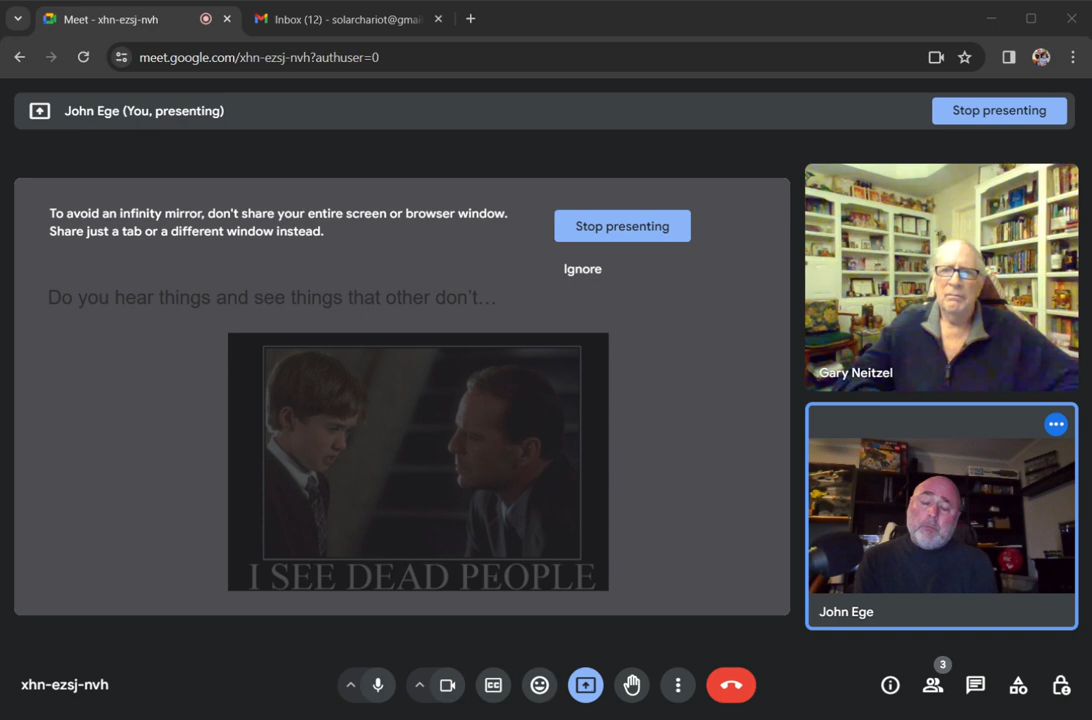 Meet - xhn-ezsj-nvh
Inbox (12) - solarchariot@gmai
meet.google.com/xhn-ezsj-nvh?authuser=0
John Ege (You, presenting)
Stop presenting
To avoid an infinity mirror, don't share your entire screen or browser window.
Share just a tab or a different window instead.
Stop presenting
Ignore
Do you hear things and see things that other don't…
I SEE DEAD PEOPLE
Gary Neitzel
John Ege
xhn-ezsj-nvh
CC
3